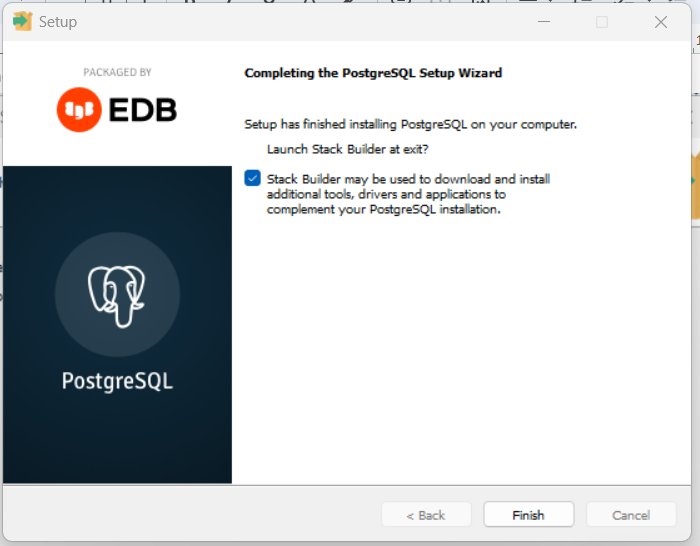 Setup
PACKAGED BY
EDB
Completing the PostgreSQL Setup Wizard
Setup has finished installing PostgreSQL on your computer.
Launch Stack Builder at exit?
Stack Builder may be used to download and install
additional tools, drivers and applications to
complement your PostgreSQL installation.
PostgreSQL
< Back
Finish
Cancel